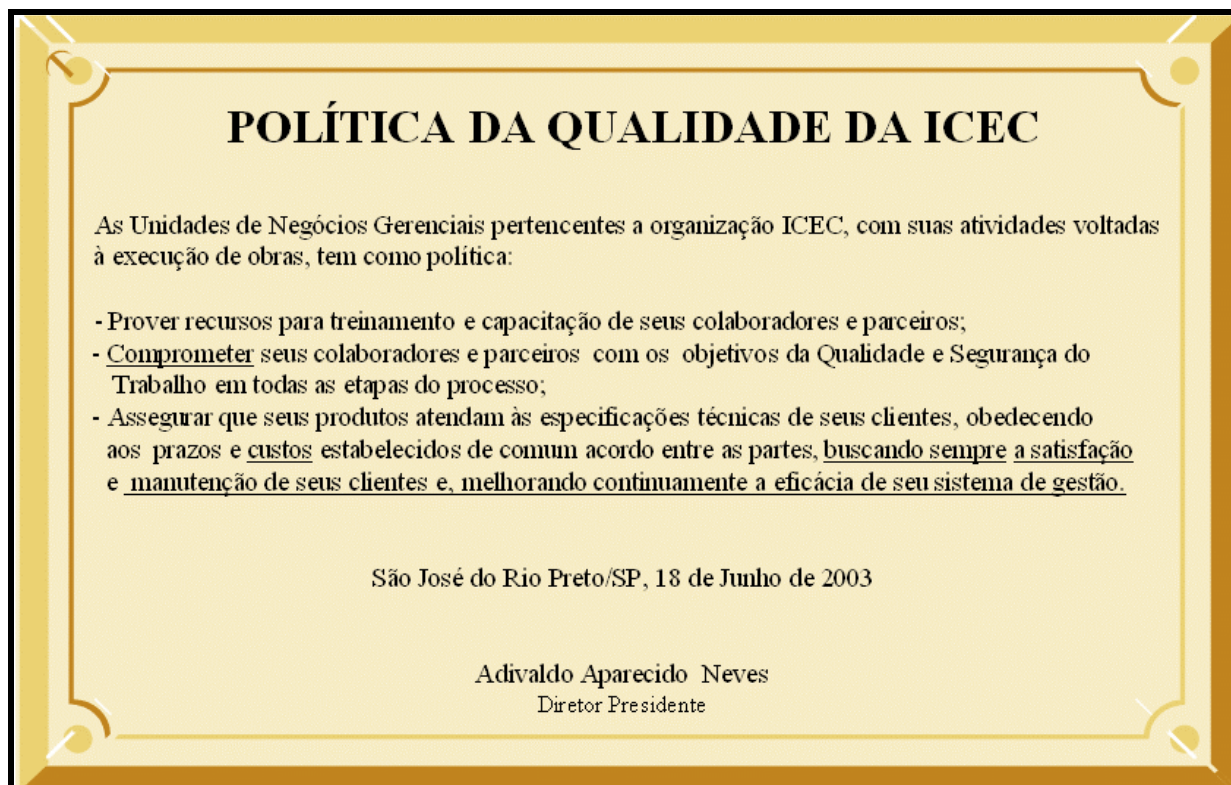 POLÍTICA DA QUALIDADE DA ICEC
As Unidades de Negócios Gerenciais pertencentes a organização ICEC, com suas atividades voltadas
à execução de obras, tem como política:
- Prover recursos para treinamento e capacitação de seus colaboradores e parceiros;
- Comprometer seus colaboradores e parceiros com os objetivos da Qualidade e Segurança do
Trabalho em todas as etapas do processo;
- Assegurar que seus produtos atendam às especificações técnicas de seus clientes, obedecendo
aos prazos e custos estabelecidos de comum acordo entre as partes, buscando sempre a satisfação
e manutenção de seus clientes e, melhorando continuamente a eficácia de seu sistema de gestão.
São José do Rio Preto/SP, 18 de Junho de 2003
Adivaldo Aparecido Neves
Diretor Presidente